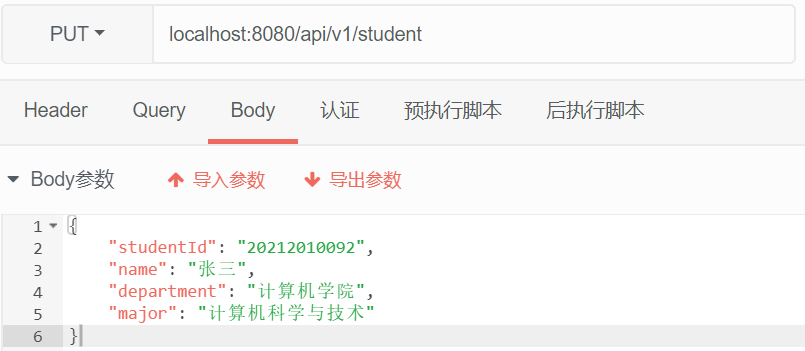 PUT localhost:8080/api/v1/student
Header Query Body 认证 预执行脚本 后执行脚本
Body参数 导入参数 导出参数
1 {
2 "studentId": "20212010092",
3 "name": "张三",
4 "department": "计算机学院",
5 "major": "计算机科学与技术"
6 }